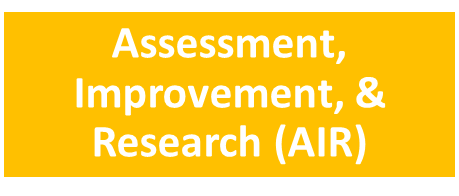 Assessment,
Improvement, &
Research (AIR)